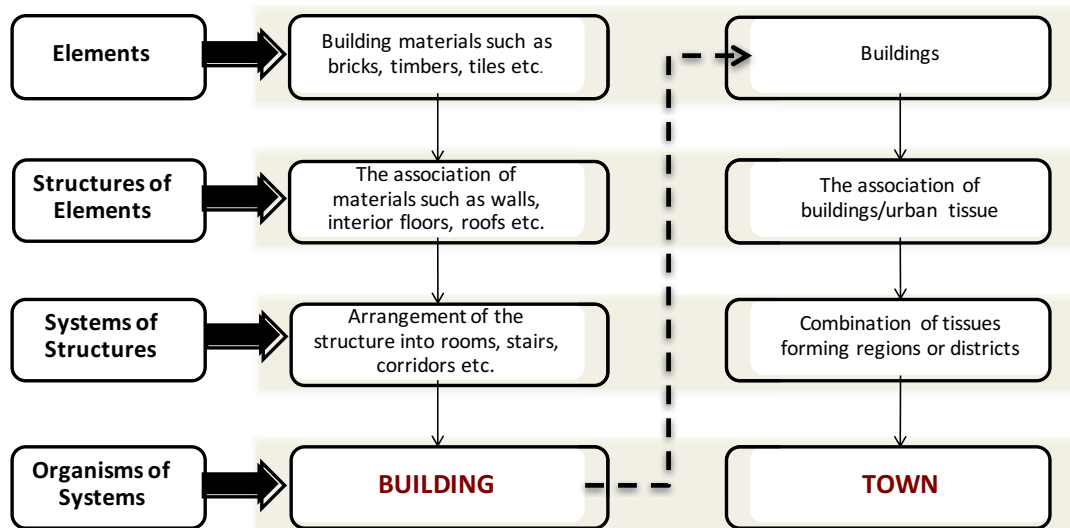 Elements
Building materials such as
bricks, timbers, tiles etc.
Buildings
Structures of
Elements
The association of
materials such as walls,
interior floors, roofs etc.
The association of
buildings/urban tissue
Systems of
Structures
Arrangement of the
structure into rooms, stairs,
corridors etc.
Combination of tissues
forming regions or districts
Organisms of
Systems
BUILDING
TOWN